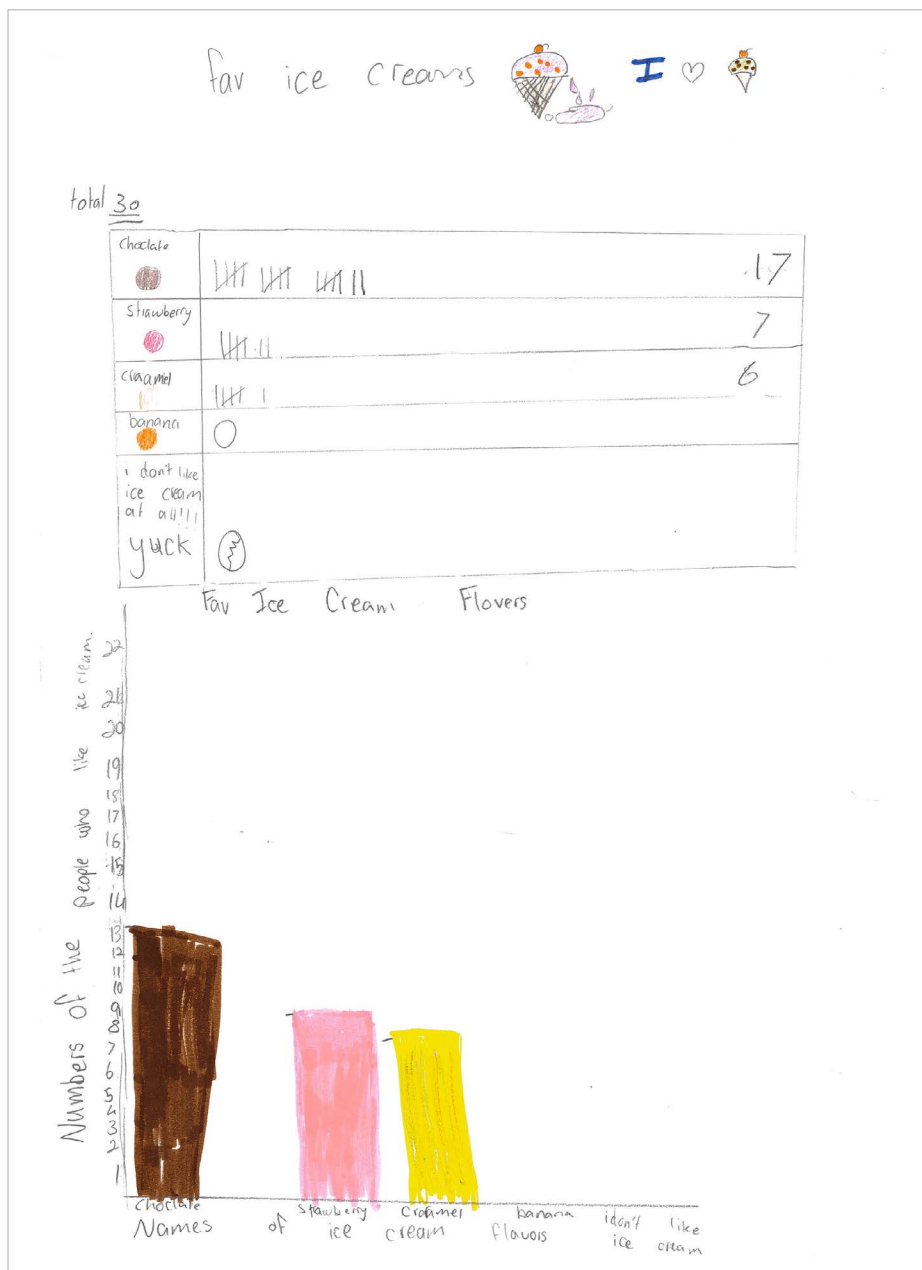 fav ice creams I ♡
total 30
Choclate 17
Strawberry 7
Craamel 6
banana
i don't like
ice cream
at all!!!!
yuck
Fav Ice Cream Flovers
Numbers of the people who like ice cream.
22
21
20
19
18
17
16
15
14
13
12
11
10
9
8
7
6
5
4
3
2
1
Choclate Stawberry Craamel banana i don't like
Names of ice cream flavors ice cream